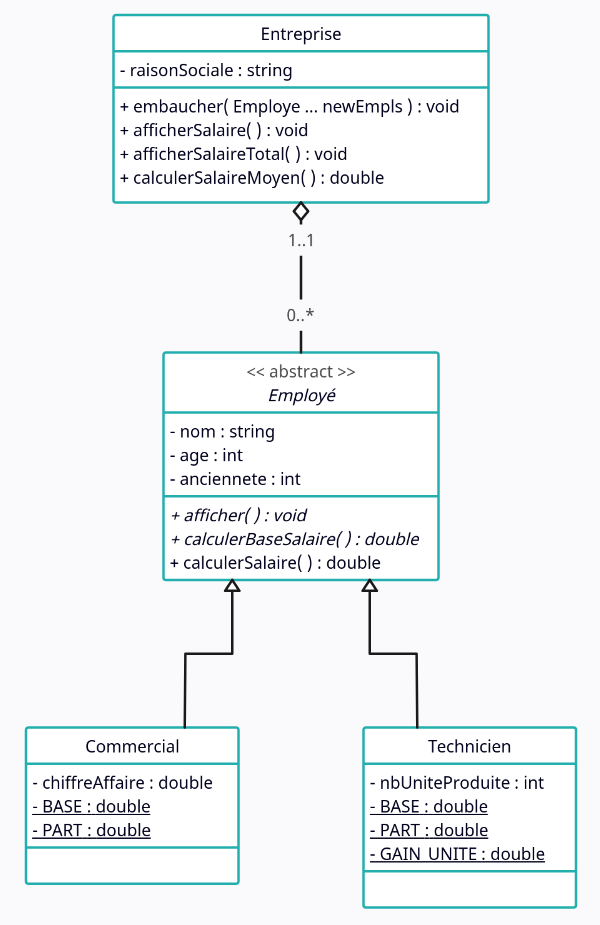 Entreprise
- raisonSociale : string
+ embaucher( Employe ... newEmpls ) : void
+ afficherSalaire( ) : void
+ afficherSalaireTotal( ) : void
+ calculerSalaireMoyen( ) : double
1..1
0..*
<< abstract >>
Employé
- nom : string
- age : int
- anciennete : int
+ afficher( ) : void
+ calculerBaseSalaire( ) : double
+ calculerSalaire( ) : double
Commercial
- chiffreAffaire : double
- BASE : double
- PART : double
Technicien
- nbUniteProduite : int
- BASE : double
- PART : double
- GAIN_UNITE : double